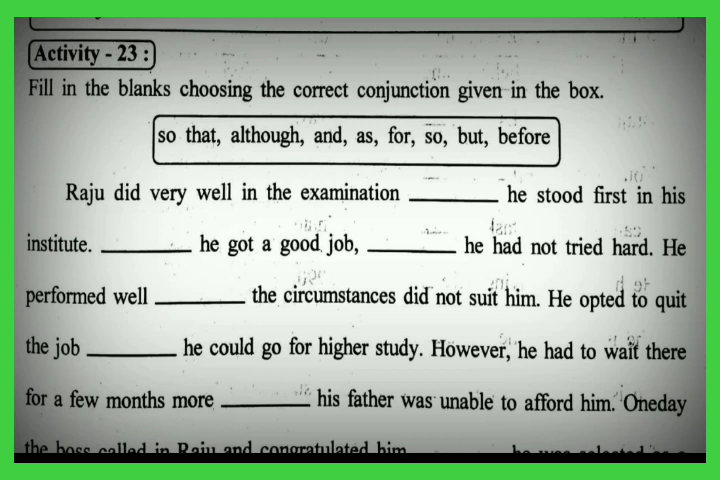 Activity - 23 :
Fill in the blanks choosing the correct conjunction given in the box.
so that, although, and, as, for, so, but, before
Raju did very well in the examination ________ he stood first in his
institute. ________ he got a good job, ________ he had not tried hard. He
performed well ________ the circumstances did not suit him. He opted to quit
the job ________ he could go for higher study. However, he had to wait there
for a few months more ________ his father was unable to afford him. Oneday
the boss called in Raju and congratulated him ________ he was selected as a